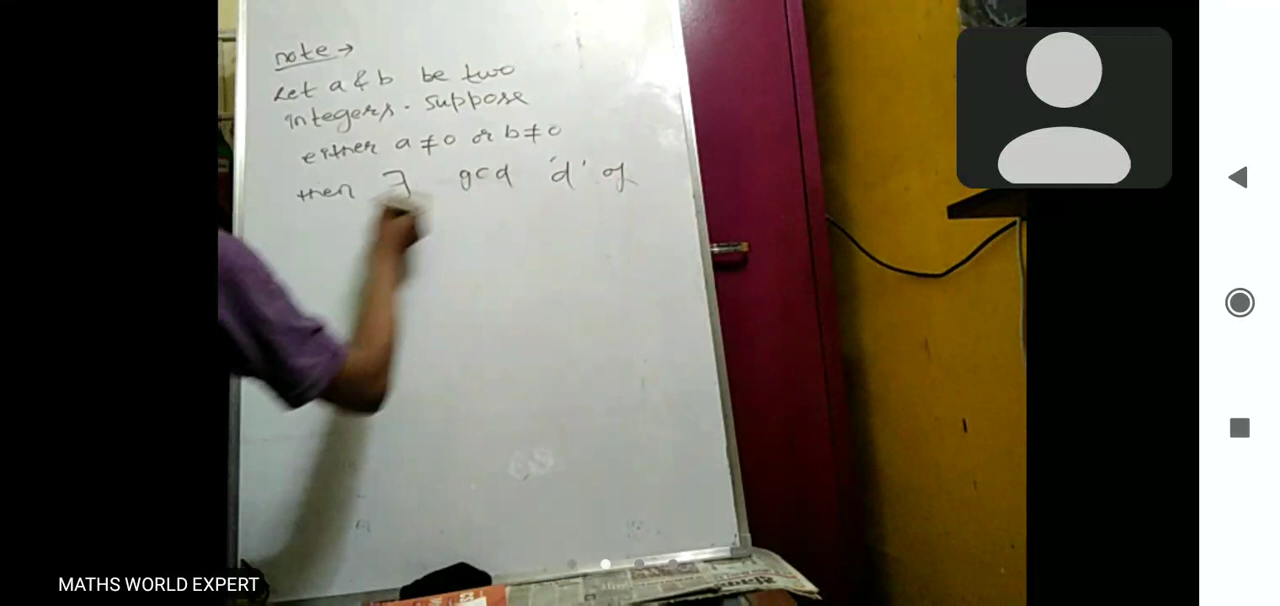 note →
Let a & b be two
integers. suppose
either a ≠ 0 or b ≠ 0
then ∃ gcd 'd' of
MATHS WORLD EXPERT